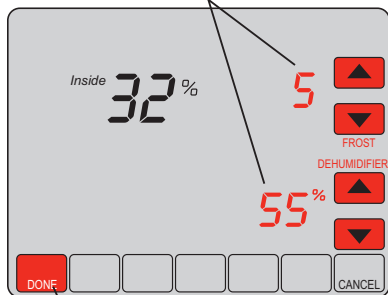 Inside 32 %
5
FROST
DEHUMIDIFIER
55 %
DONE
CANCEL